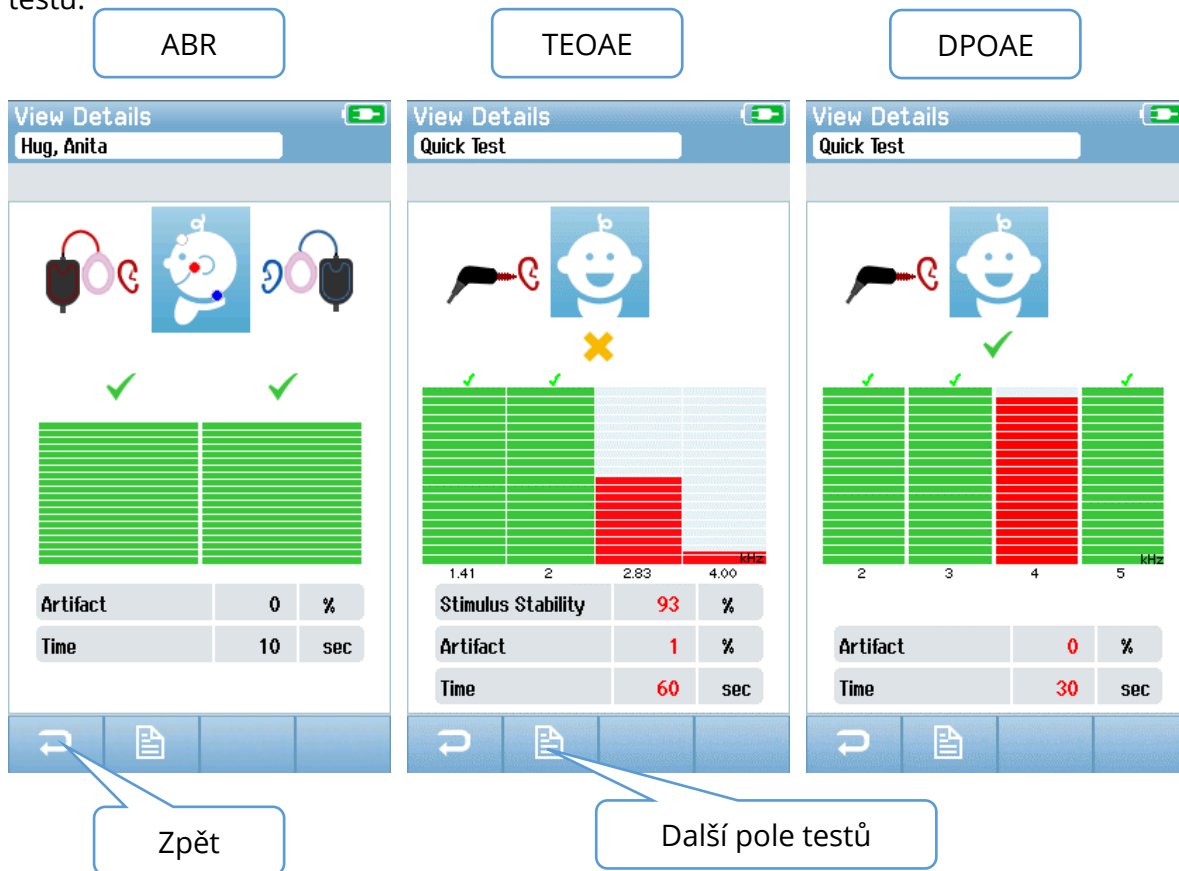 testů.
ABR
TEOAE
DPOAE
View Details
Hug, Anita
Artifact 0 %
Time 10 sec
View Details
Quick Test
kHz
1.41 2 2.83 4.00
Stimulus Stability 93 %
Artifact 1 %
Time 60 sec
View Details
Quick Test
kHz
2 3 4 5
Artifact 0 %
Time 30 sec
Zpět
Další pole testů